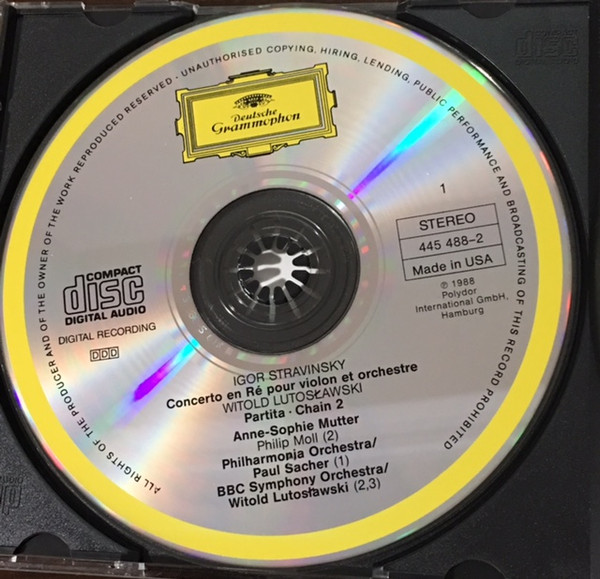 ALL RIGHTS OF THE PRODUCER AND OF THE OWNER OF THE WORK REPRODUCED RESERVED · UNAUTHORISED COPYING, HIRING, LENDING, PUBLIC PERFORMANCE AND BROADCASTING OF THIS RECORD PROHIBITED
Deutsche
Grammophon
1
STEREO
445 488-2
Made in USA
℗ 1988
Polydor
International GmbH,
Hamburg
COMPACT
disc
DIGITAL AUDIO
DIGITAL RECORDING
DDD
IGOR STRAVINSKY
Concerto en Ré pour violon et orchestre
WITOLD LUTOSŁAWSKI
Partita · Chain 2
Anne-Sophie Mutter
Philip Moll (2)
Philharmonia Orchestra/
Paul Sacher (1)
BBC Symphony Orchestra/
Witold Lutosławski (2,3)
disc